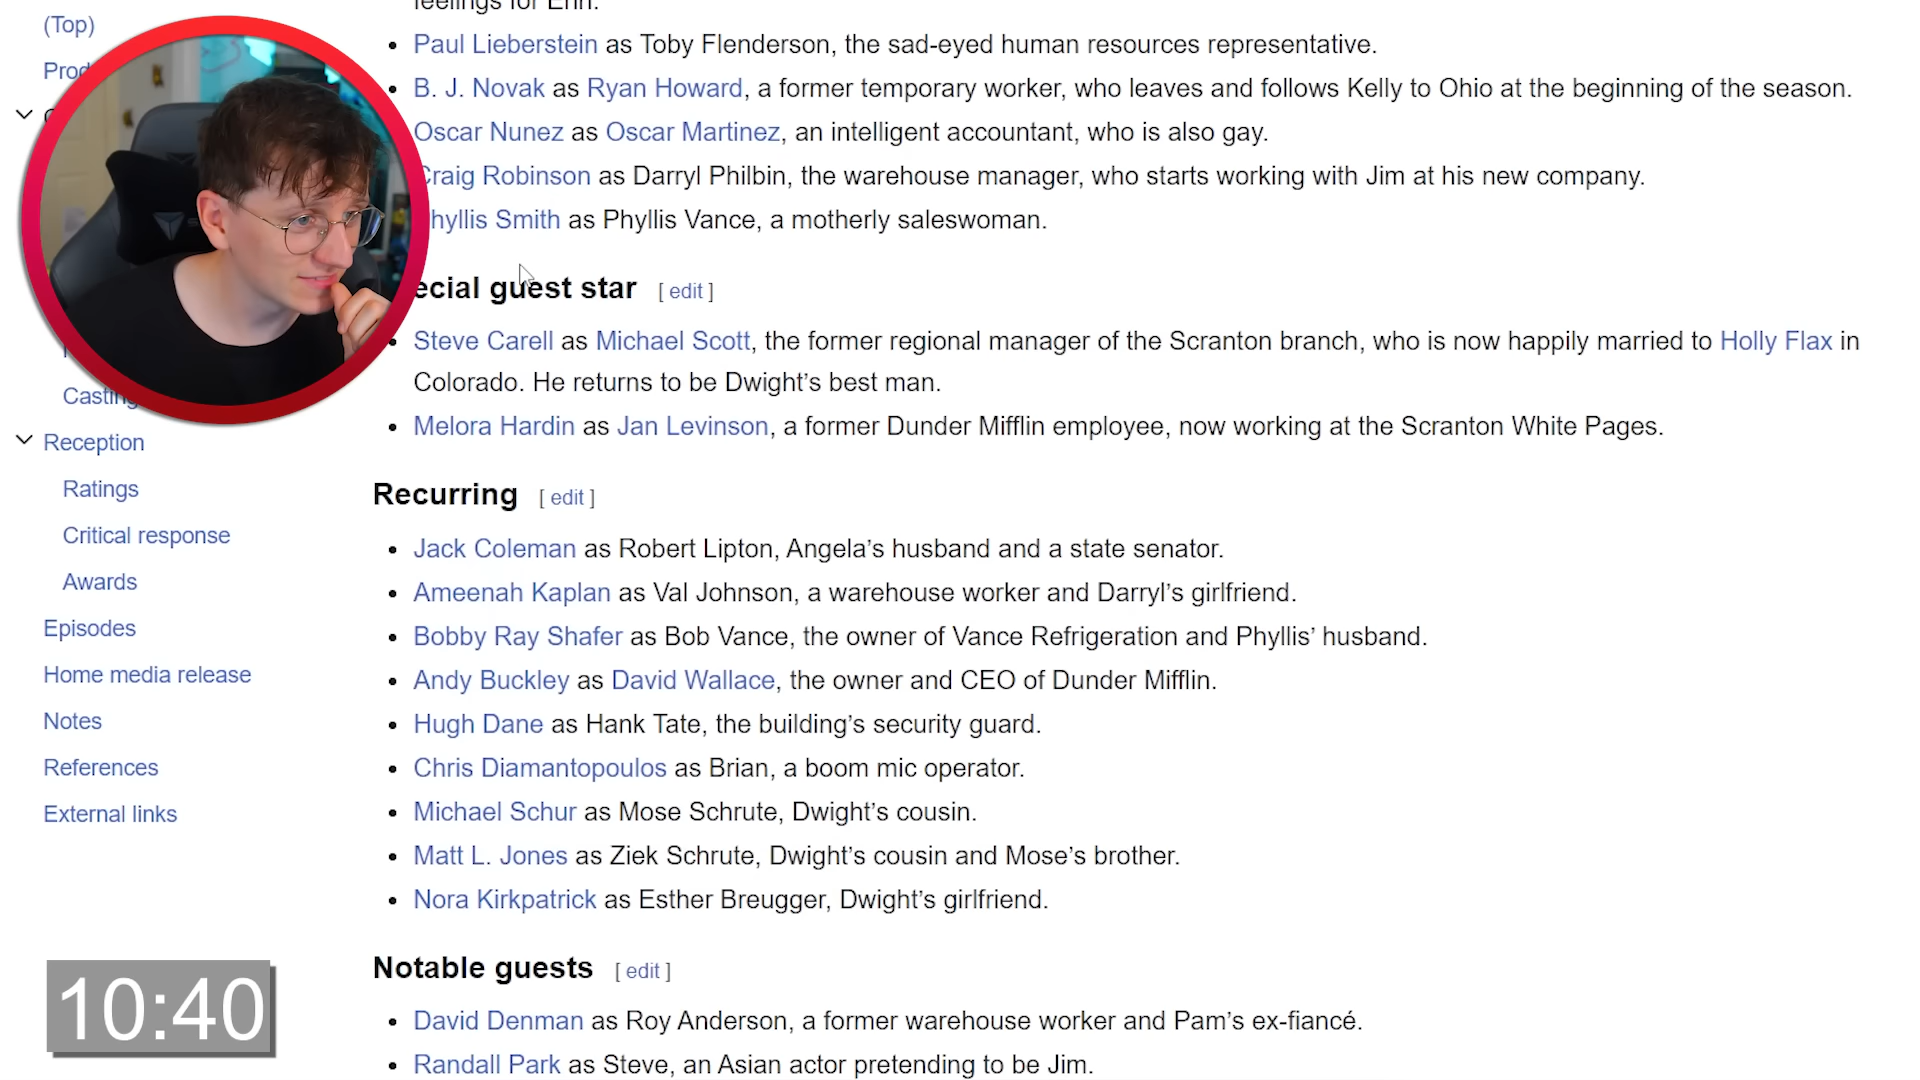 (Top)
feelings for Erin.
• Paul Lieberstein as Toby Flenderson, the sad-eyed human resources representative.
• B. J. Novak as Ryan Howard, a former temporary worker, who leaves and follows Kelly to Ohio at the beginning of the season.
Oscar Nunez as Oscar Martinez, an intelligent accountant, who is also gay.
Craig Robinson as Darryl Philbin, the warehouse manager, who starts working with Jim at his new company.
hyllis Smith as Phyllis Vance, a motherly saleswoman.
ecial guest star [ edit ]
• Steve Carell as Michael Scott, the former regional manager of the Scranton branch, who is now happily married to Holly Flax in
Colorado. He returns to be Dwight’s best man.
• Melora Hardin as Jan Levinson, a former Dunder Mifflin employee, now working at the Scranton White Pages.
Recurring [ edit ]
• Jack Coleman as Robert Lipton, Angela’s husband and a state senator.
• Ameenah Kaplan as Val Johnson, a warehouse worker and Darryl’s girlfriend.
• Bobby Ray Shafer as Bob Vance, the owner of Vance Refrigeration and Phyllis’ husband.
• Andy Buckley as David Wallace, the owner and CEO of Dunder Mifflin.
• Hugh Dane as Hank Tate, the building’s security guard.
• Chris Diamantopoulos as Brian, a boom mic operator.
• Michael Schur as Mose Schrute, Dwight’s cousin.
• Matt L. Jones as Ziek Schrute, Dwight’s cousin and Mose’s brother.
• Nora Kirkpatrick as Esther Breugger, Dwight’s girlfriend.
Notable guests [ edit ]
• David Denman as Roy Anderson, a former warehouse worker and Pam’s ex-fiancé.
• Randall Park as Steve, an Asian actor pretending to be Jim.
Prod
Casting
Reception
Ratings
Critical response
Awards
Episodes
Home media release
Notes
References
External links
10:40